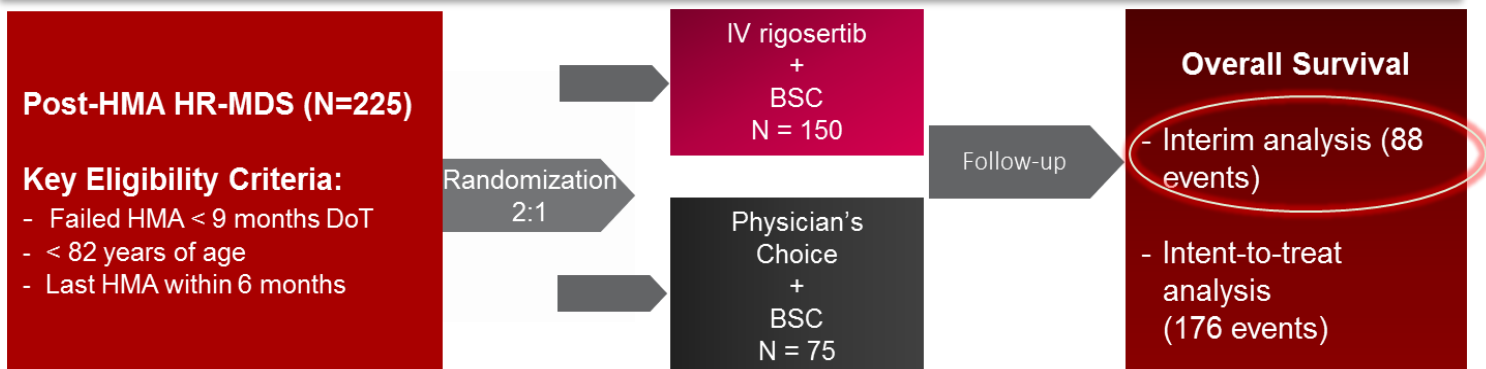 Post-HMA HR-MDS (N=225)
Key Eligibility Criteria:
- Failed HMA < 9 months DoT
- < 82 years of age
- Last HMA within 6 months
Randomization
2:1
IV rigosertib
+
BSC
N = 150
Physician's
Choice
+
BSC
N = 75
Follow-up
Overall Survival
- Interim analysis (88
events)
- Intent-to-treat
analysis
(176 events)